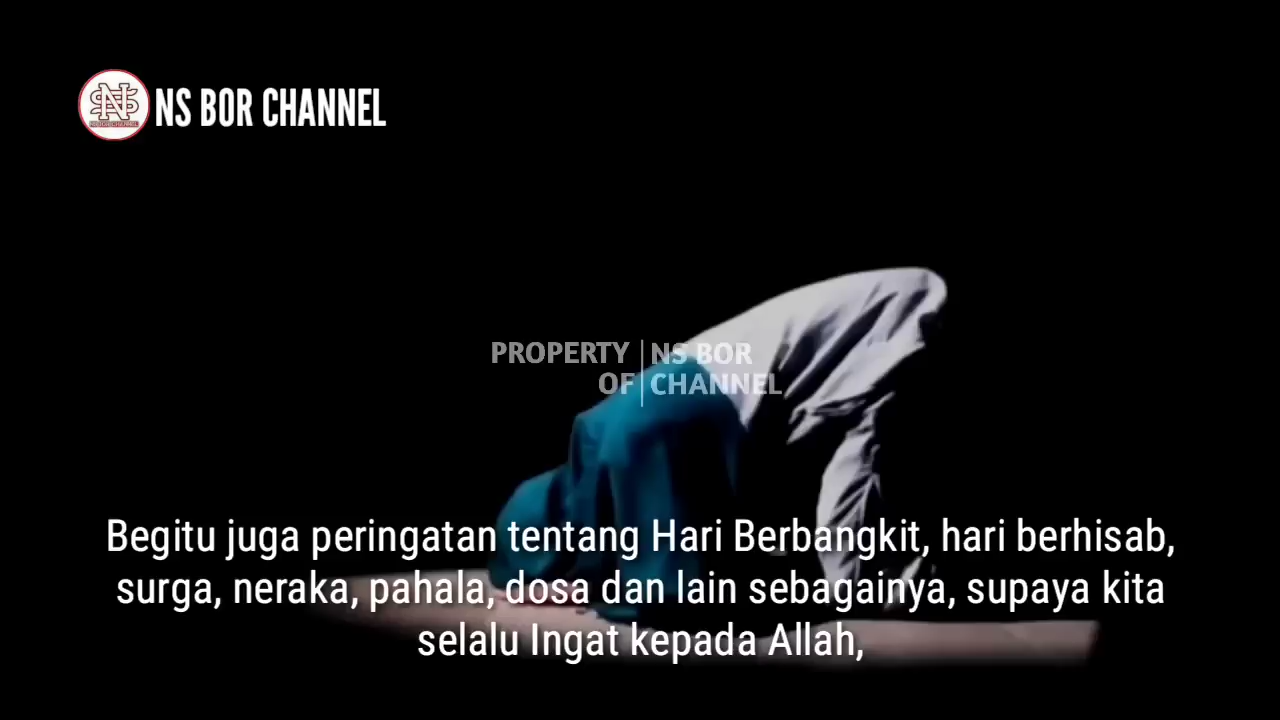 NS BOR CHANNEL
PROPERTY OF
NS BOR CHANNEL
Begitu juga peringatan tentang Hari Berbangkit, hari berhisab,
surga, neraka, pahala, dosa dan lain sebagainya, supaya kita
selalu Ingat kepada Allah,